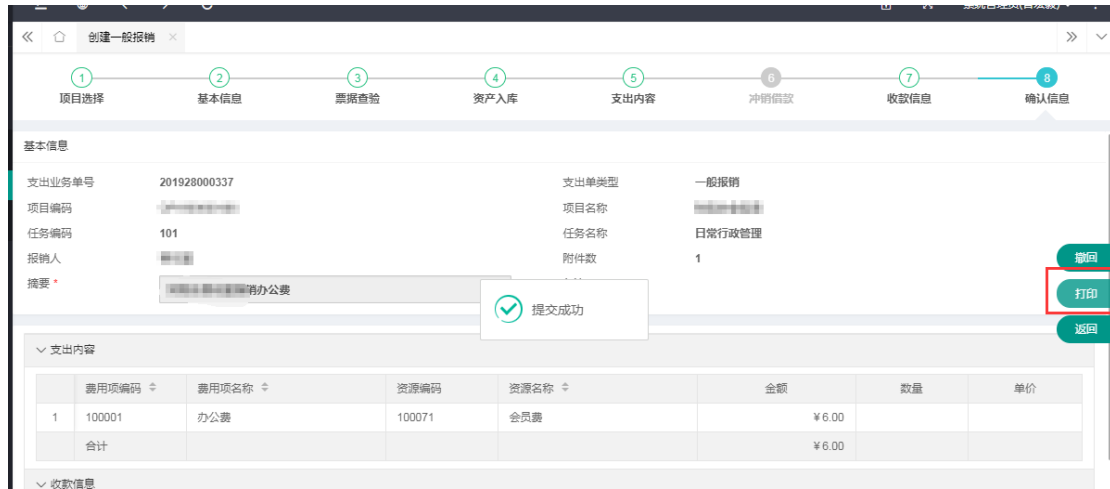 创建一般报销
1 2 3 4 5 6 7 8
项目选择 基本信息 票据查验 资产入库 支出内容 冲销借款 收款信息 确认信息
基本信息
支出业务单号 201928000337 支出单类型 一般报销
项目编码 项目名称
任务编码 101 任务名称 日常行政管理
报销人 附件数 1
撤回
摘要 * 销办公费
打印
提交成功
返回
支出内容
费用项编码 费用项名称 资源编码 资源名称 金额 数量 单价
1 100001 办公费 100071 会员费 ¥6.00
合计 ¥6.00
收款信息